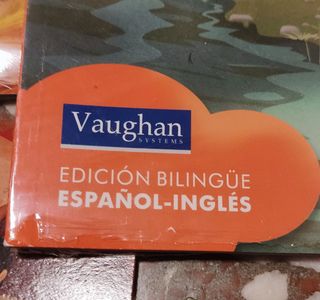 Vaughan
SYSTEMS
EDICIÓN BILINGÜE
ESPAÑOL-INGLÉS